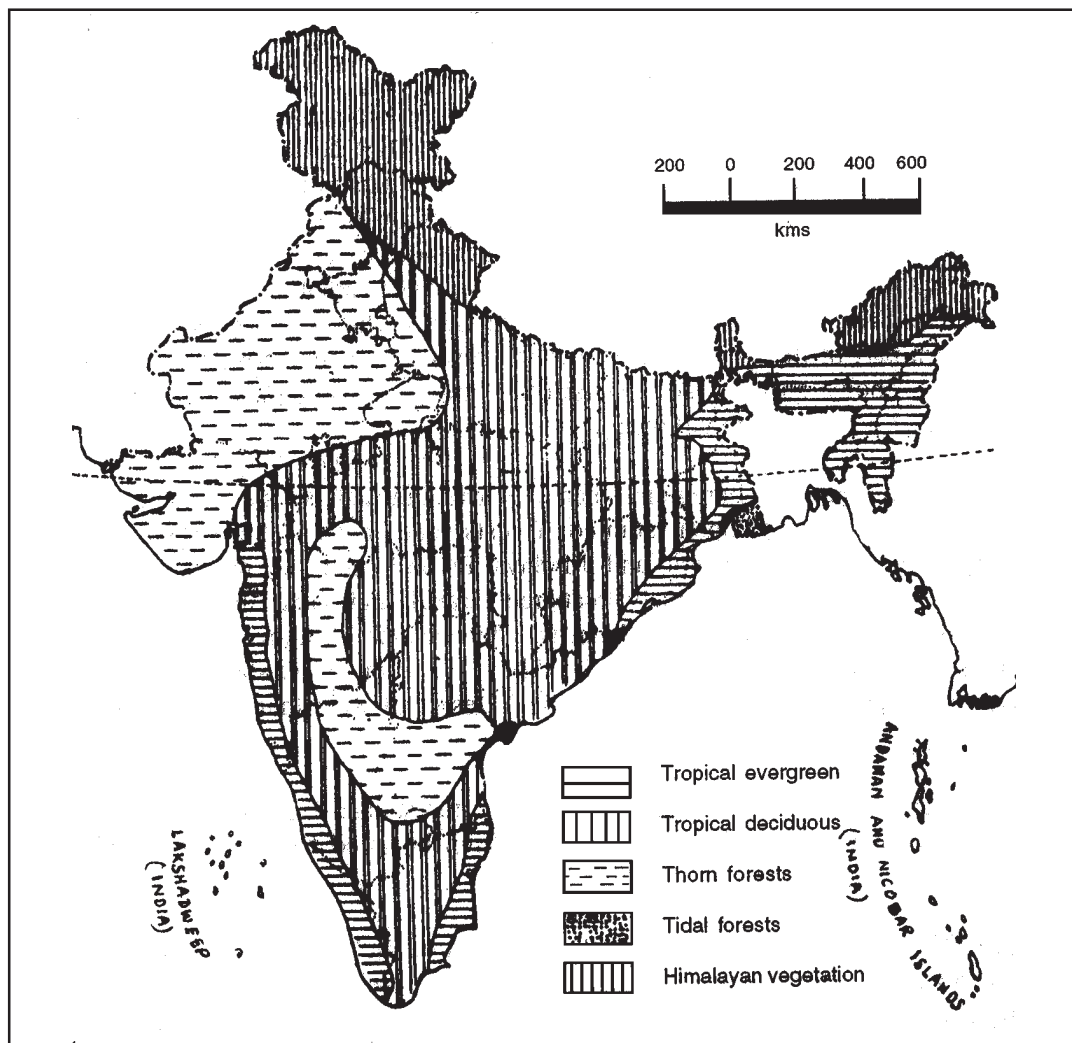 200 0 200 400 600
kms
Tropical evergreen
Tropical deciduous
Thorn forests
Tidal forests
Himalayan vegetation
LAKSHADWEEP
(INDIA)
ANDAMAN AND NICOBAR ISLANDS
(INDIA)